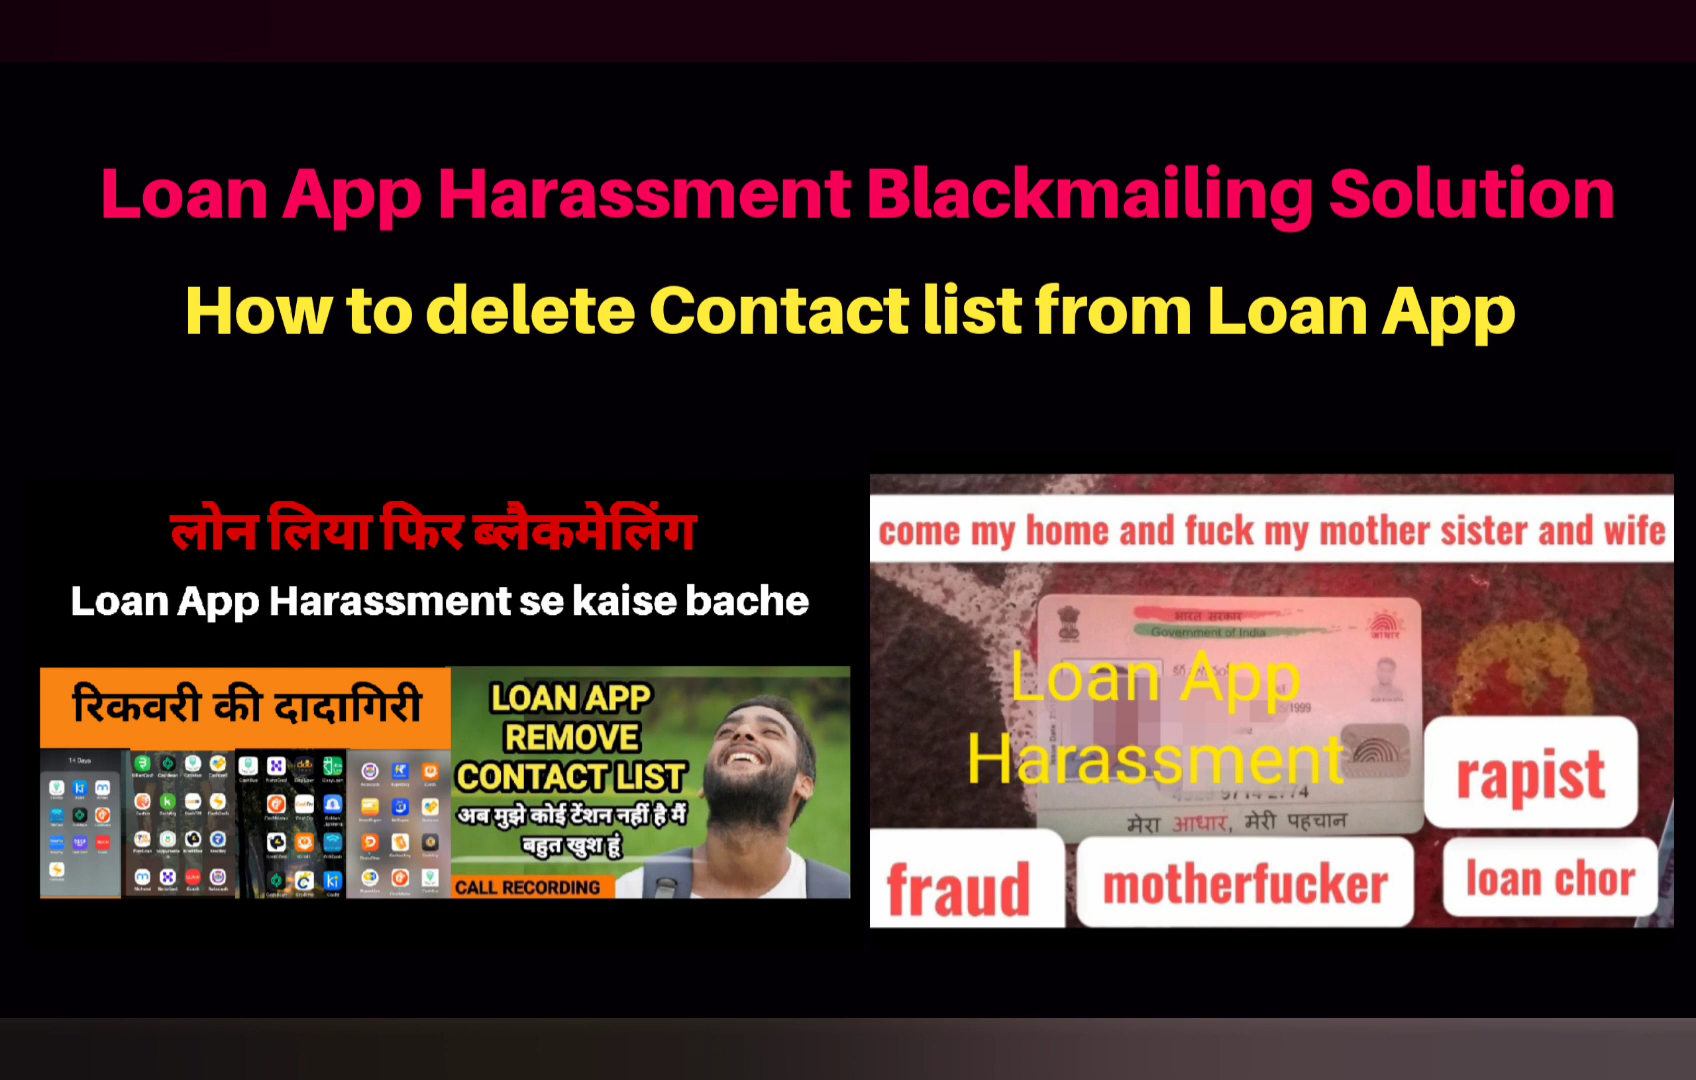 Loan App Harassment Blackmailing Solution
How to delete Contact list from Loan App
लोन लिया फिर ब्लैकमेलिंग
Loan App Harassment se kaise bache
रिकवरी की दादागिरी
LOAN APP
REMOVE
CONTACT LIST
अब मुझे कोई टेंशन नहीं है मैं
बहुत खुश हूं
CALL RECORDING
come my home and fuck my mother sister and wife
भारत सरकार
Government of India
आधार
Loan App
Harassment
मेरा आधार, मेरी पहचान
rapist
fraud
motherfucker
loan chor